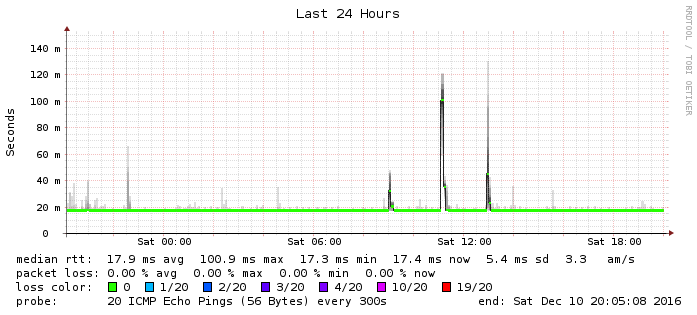 Last 24 Hours
RRDTOOL / TOBI OETIKER
Seconds
140 m
120 m
100 m
80 m
60 m
40 m
20 m
0
Sat 00:00 Sat 06:00 Sat 12:00 Sat 18:00
median rtt: 17.9 ms avg 100.9 ms max 17.3 ms min 17.4 ms now 5.4 ms sd 3.3 am/s
packet loss: 0.00 % avg 0.00 % max 0.00 % min 0.00 % now
loss color: 0 1/20 2/20 3/20 4/20 10/20 19/20
probe: 20 ICMP Echo Pings (56 Bytes) every 300s end: Sat Dec 10 20:05:08 2016